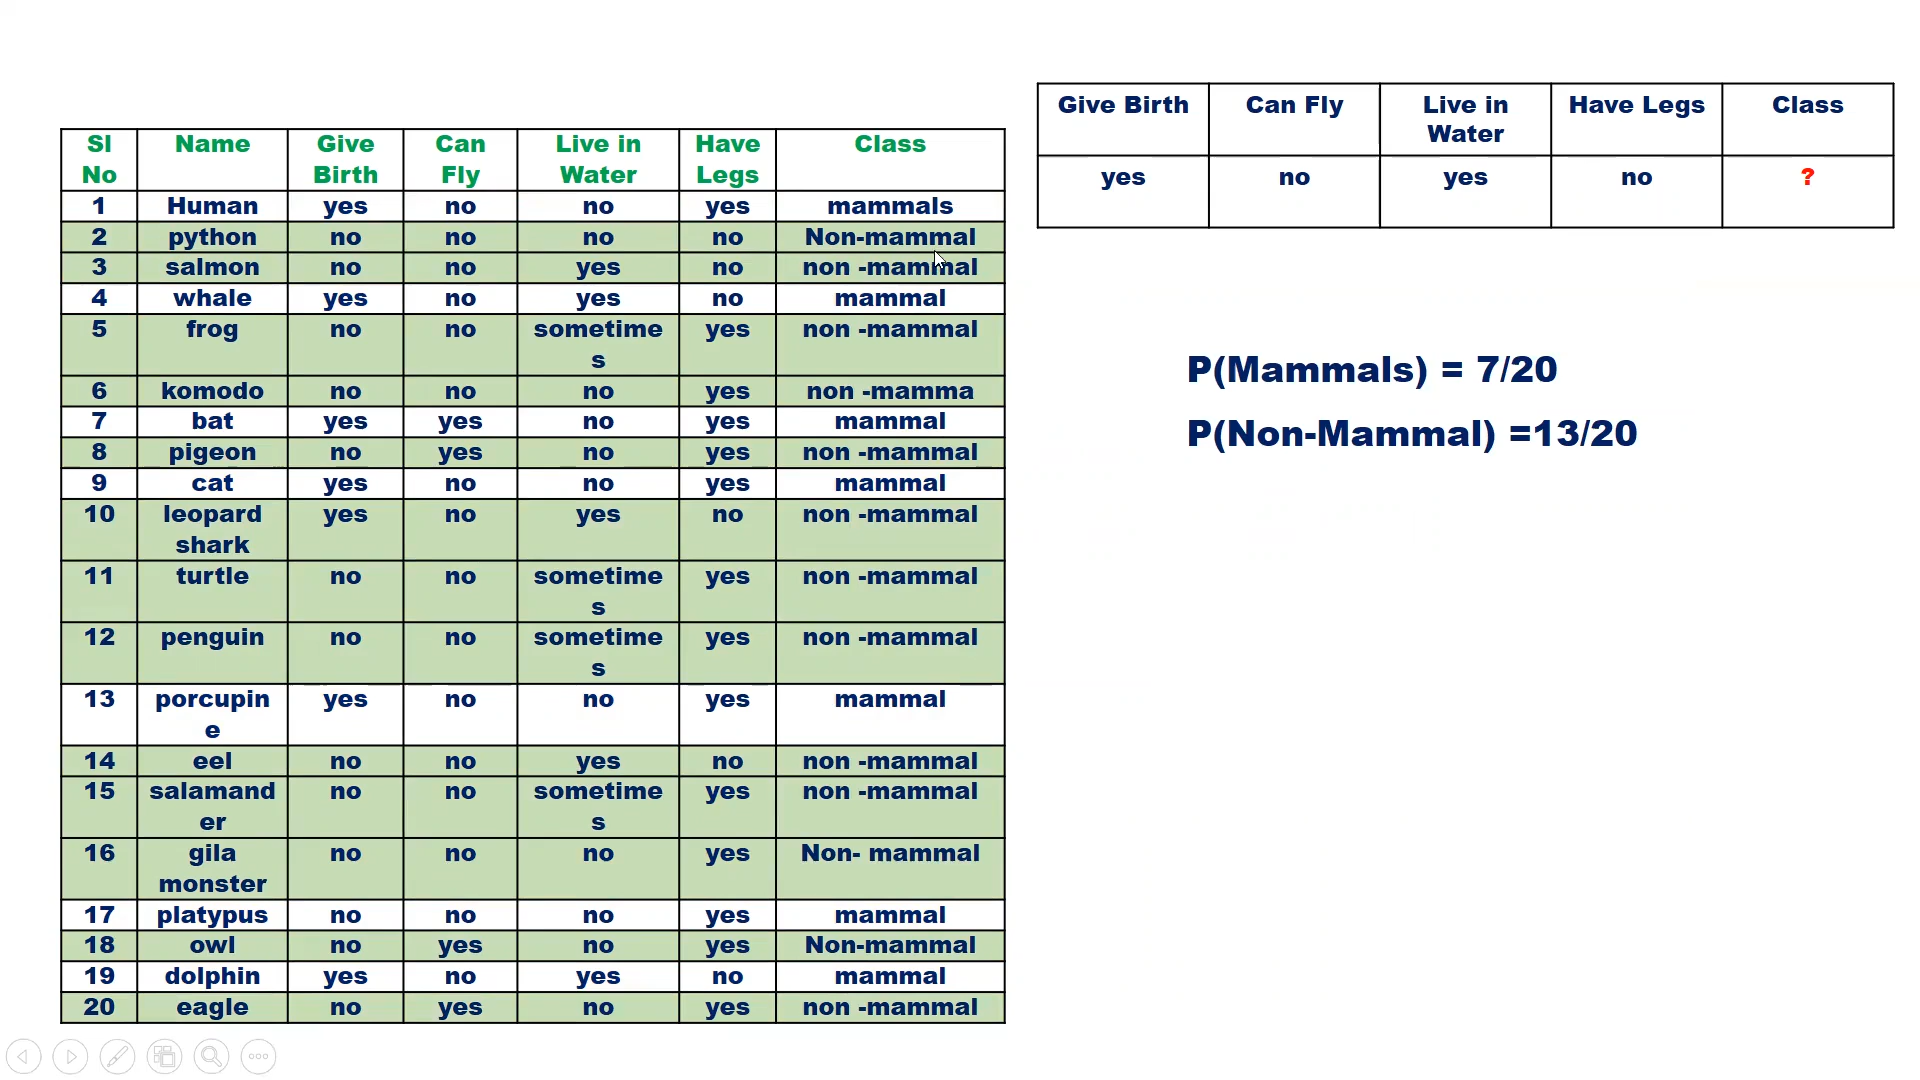 Sl No Name Give Birth Can Fly Live in Water Have Legs Class
1 Human yes no no yes mammals
2 python no no no no Non-mammal
3 salmon no no yes no non -mammal
4 whale yes no yes no mammal
5 frog no no sometimes yes non -mammal
6 komodo no no no yes non -mamma
7 bat yes yes no yes mammal
8 pigeon no yes no yes non -mammal
9 cat yes no no yes mammal
10 leopard shark yes no yes no non -mammal
11 turtle no no sometimes yes non -mammal
12 penguin no no sometimes yes non -mammal
13 porcupine yes no no yes mammal
14 eel no no yes no non -mammal
15 salamander no no sometimes yes non -mammal
16 gila monster no no no yes Non- mammal
17 platypus no no no yes mammal
18 owl no yes no yes Non-mammal
19 dolphin yes no yes no mammal
20 eagle no yes no yes non -mammal
Give Birth Can Fly Live in Water Have Legs Class
yes no yes no ?
P(Mammals) = 7/20
P(Non-Mammal) =13/20